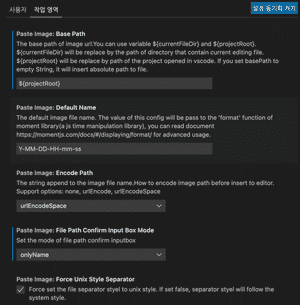 사용자 작업 영역
설정 동기화 켜기
Paste Image: Base Path
The base path of image url.You can use variable ${currentFileDir} and ${projectRoot}.
${currentFileDir} will be replace by the path of directory that contain current editing file.
${projectRoot} will be replace by path of the project opened in vscode. If you set basePath to
empty String, it will insert absolute path to file.
${projectRoot}
Paste Image: Default Name
The default image file name. The value of this config will be pass to the 'format' function of
moment library(a js time manipulation library), you can read document
https://momentjs.com/docs/#/displaying/format/ for advanced usage.
Y-MM-DD-HH-mm-ss
Paste Image: Encode Path
The string append to the image file name.How to encode image path before insert to editor.
Support options: none, urlEncode, urlEncodeSpace
urlEncodeSpace
Paste Image: File Path Confirm Input Box Mode
Set the mode of file path confirm inputbox
onlyName
Paste Image: Force Unix Style Separator
Force set the file separator styel to unix style. If set false, separator styel will follow the
system style.